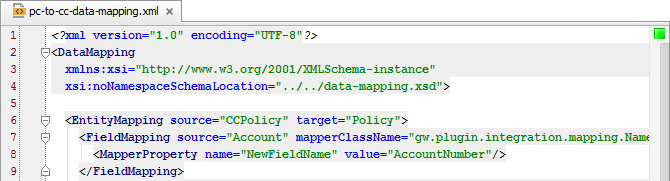 pc-to-cc-data-mapping.xml
1 <?xml version="1.0" encoding="UTF-8"?>
2 <DataMapping
3 xmlns:xsi="http://www.w3.org/2001/XMLSchema-instance"
4 xsi:noNamespaceSchemaLocation="../../data-mapping.xsd">
5
6 <EntityMapping source="CCPolicy" target="Policy">
7 <FieldMapping source="Account" mapperClassName="gw.plugin.integration.mapping.Name
8 <MapperProperty name="NewFieldName" value="AccountNumber"/>
9 </FieldMapping>